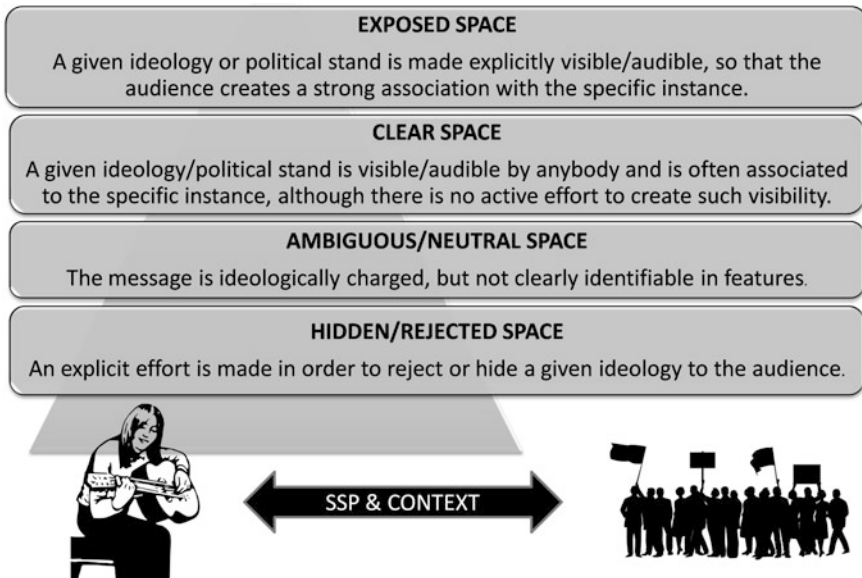 EXPOSED SPACE
A given ideology or political stand is made explicitly visible/audible, so that the
audience creates a strong association with the specific instance.
CLEAR SPACE
A given ideology/political stand is visible/audible by anybody and is often associated
to the specific instance, although there is no active effort to create such visibility.
AMBIGUOUS/NEUTRAL SPACE
The message is ideologically charged, but not clearly identifiable in features.
HIDDEN/REJECTED SPACE
An explicit effort is made in order to reject or hide a given ideology to the audience.
SSP & CONTEXT